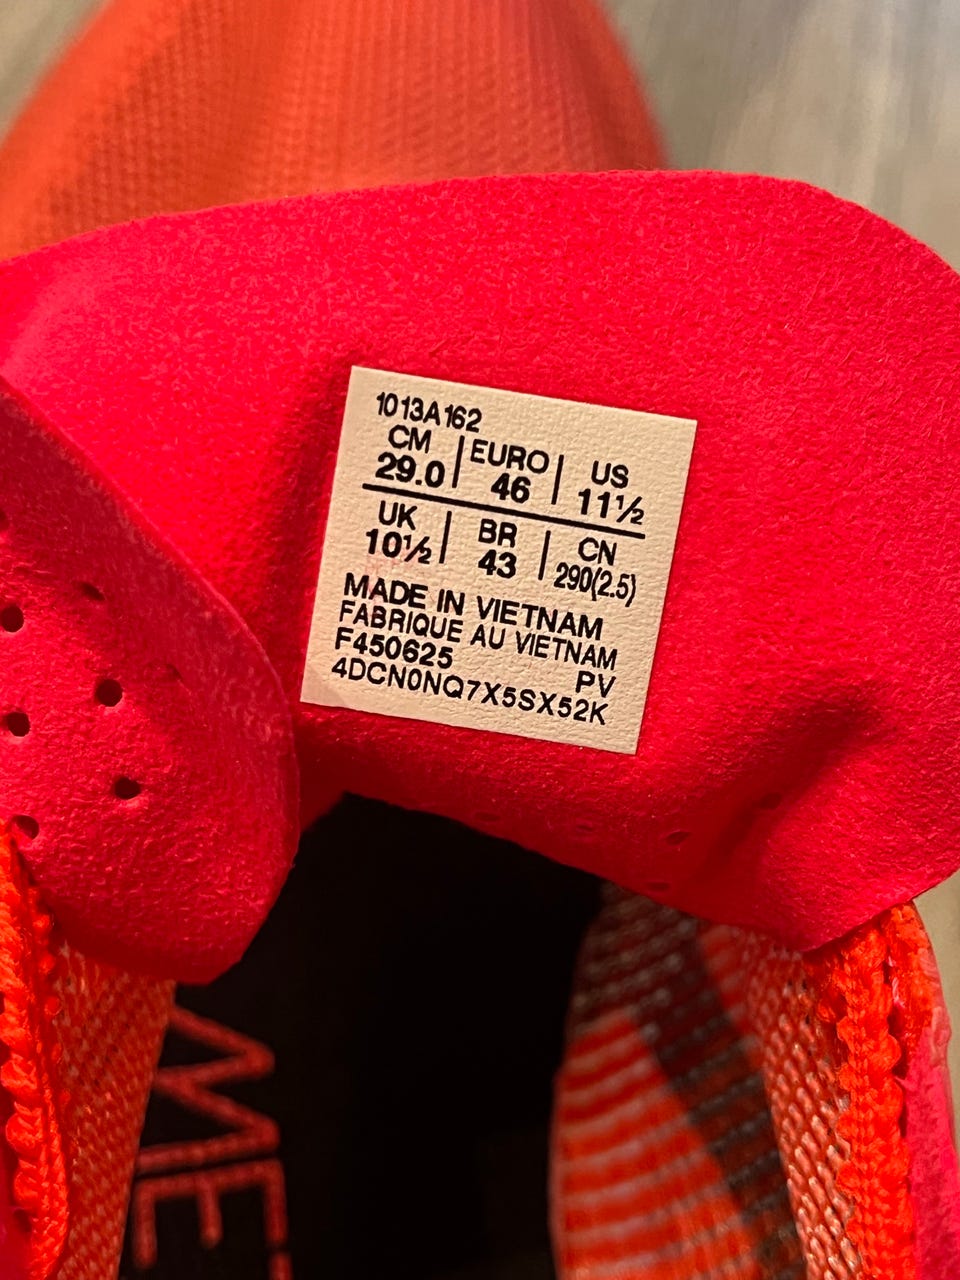 1013A162
CM | EURO | US
29.0 | 46 | 11½
UK | BR | CN
10½ | 43 | 290(2.5)
MADE IN VIETNAM
FABRIQUE AU VIETNAM
F450625 PV
4DCN0NQ7X5SX52K